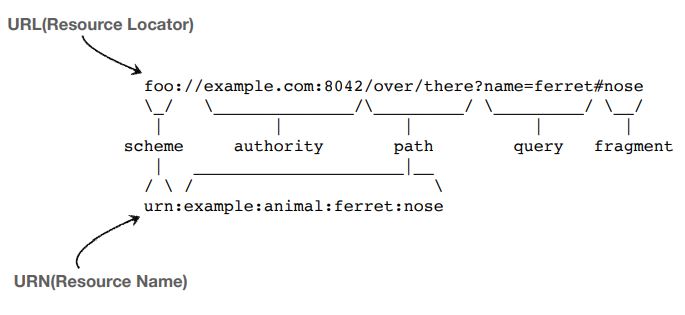 URL(Resource Locator)
foo://example.com:8042/over/there?name=ferret#nose
scheme authority path query fragment
urn:example:animal:ferret:nose
URN(Resource Name)